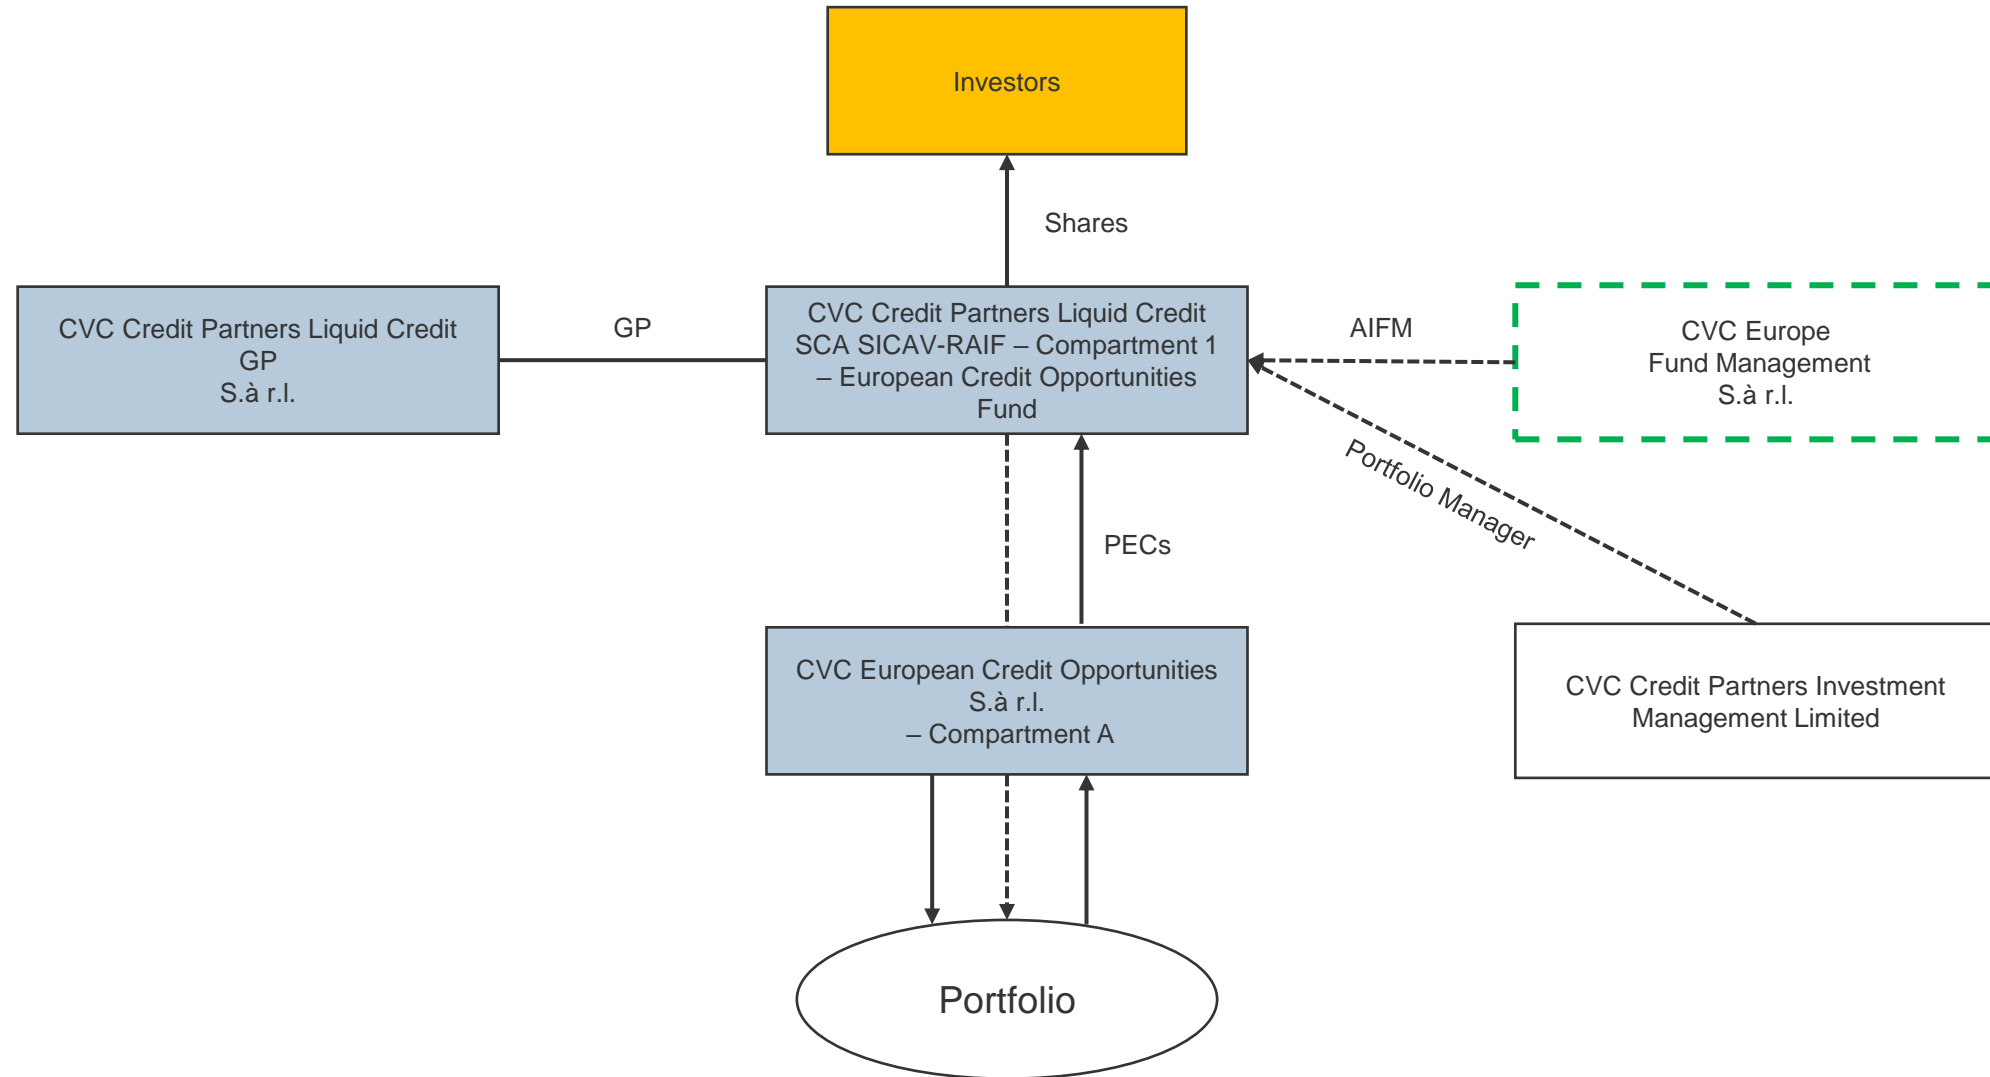 Investors
Shares
CVC Credit Partners Liquid Credit
GP
S.à r.l.
GP
CVC Credit Partners Liquid Credit
SCA SICAV-RAIF – Compartment 1
– European Credit Opportunities
Fund
AIFM
CVC Europe
Fund Management
S.à r.l.
Portfolio Manager
PECs
CVC European Credit Opportunities
S.à r.l.
– Compartment A
CVC Credit Partners Investment
Management Limited
Portfolio